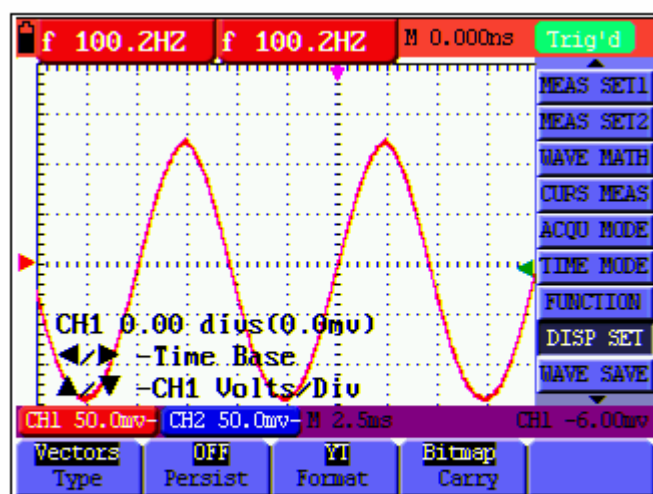 f 100.2HZ f 100.2HZ M 0.000ns Trig'd
MEAS SET1
MEAS SET2
WAVE MATH
CURS MEAS
ACQU MODE
TIME MODE
FUNCTION
DISP SET
WAVE SAVE
CH1 0.00 divs(0.0mv)
◀/▶ -Time Base
▲/▼ -CH1 Volts/Div
CH1 50.0mv- CH2 50.0mv- M 2.5ms CH1 -6.00mv
Vectors OFF YT Bitmap
Type Persist Format Carry